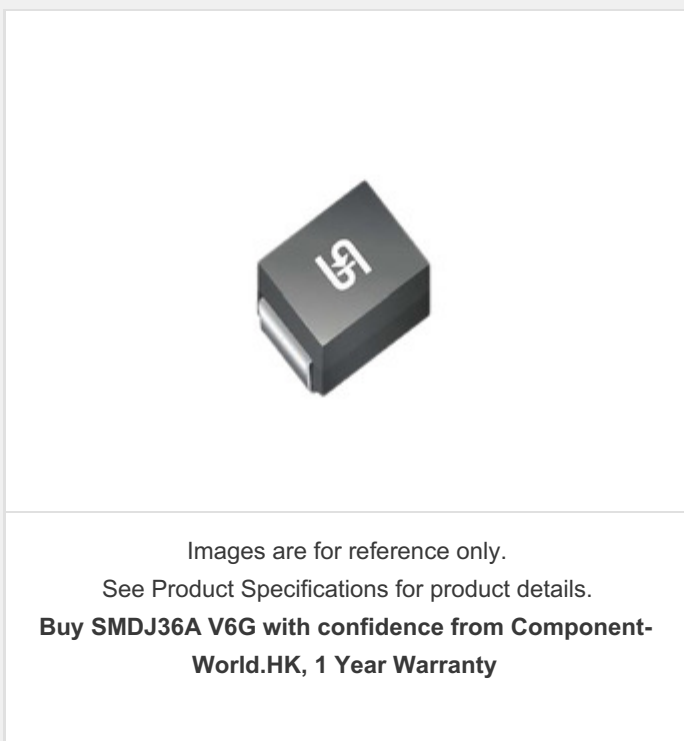 Images are for reference only.
See Product Specifications for product details.
Buy SMDJ36A V6G with confidence from Component-
World.HK, 1 Year Warranty